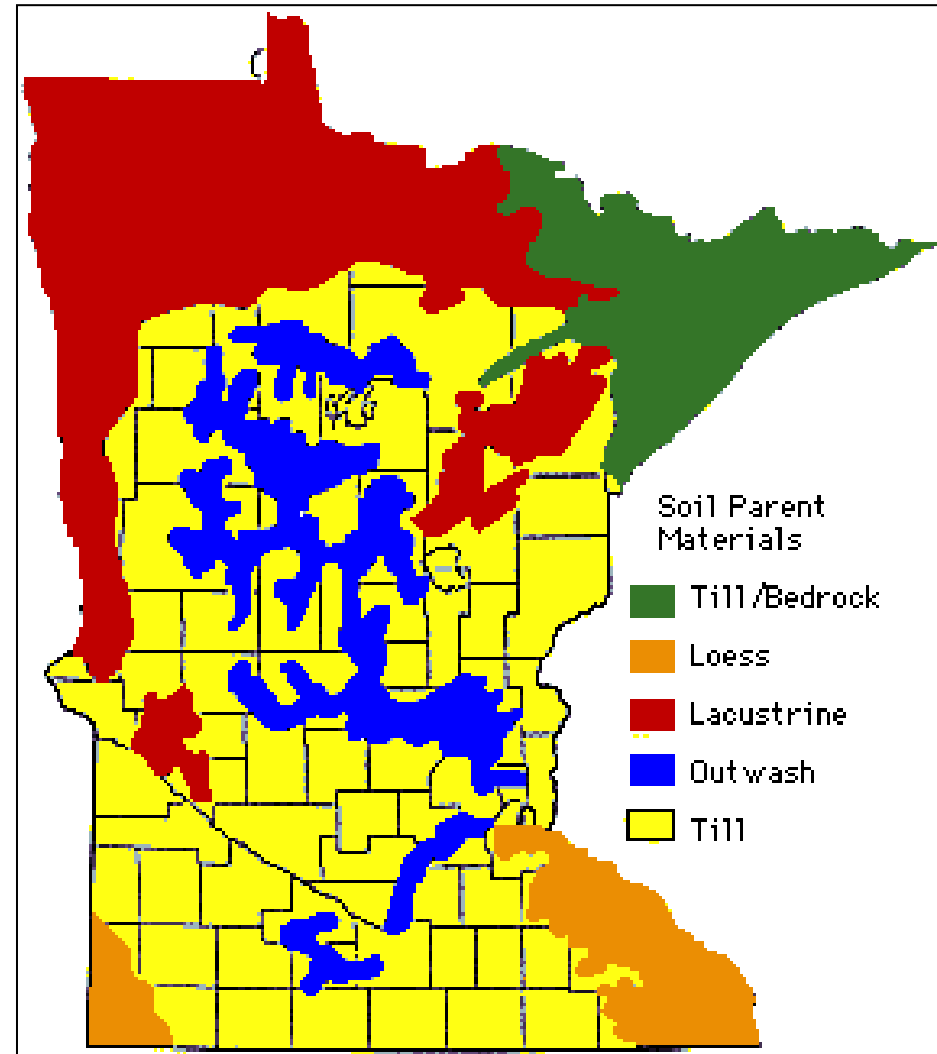 Soil Parent
Materials
Till/Bedrock
Loess
Lacustrine
Outwash
Till